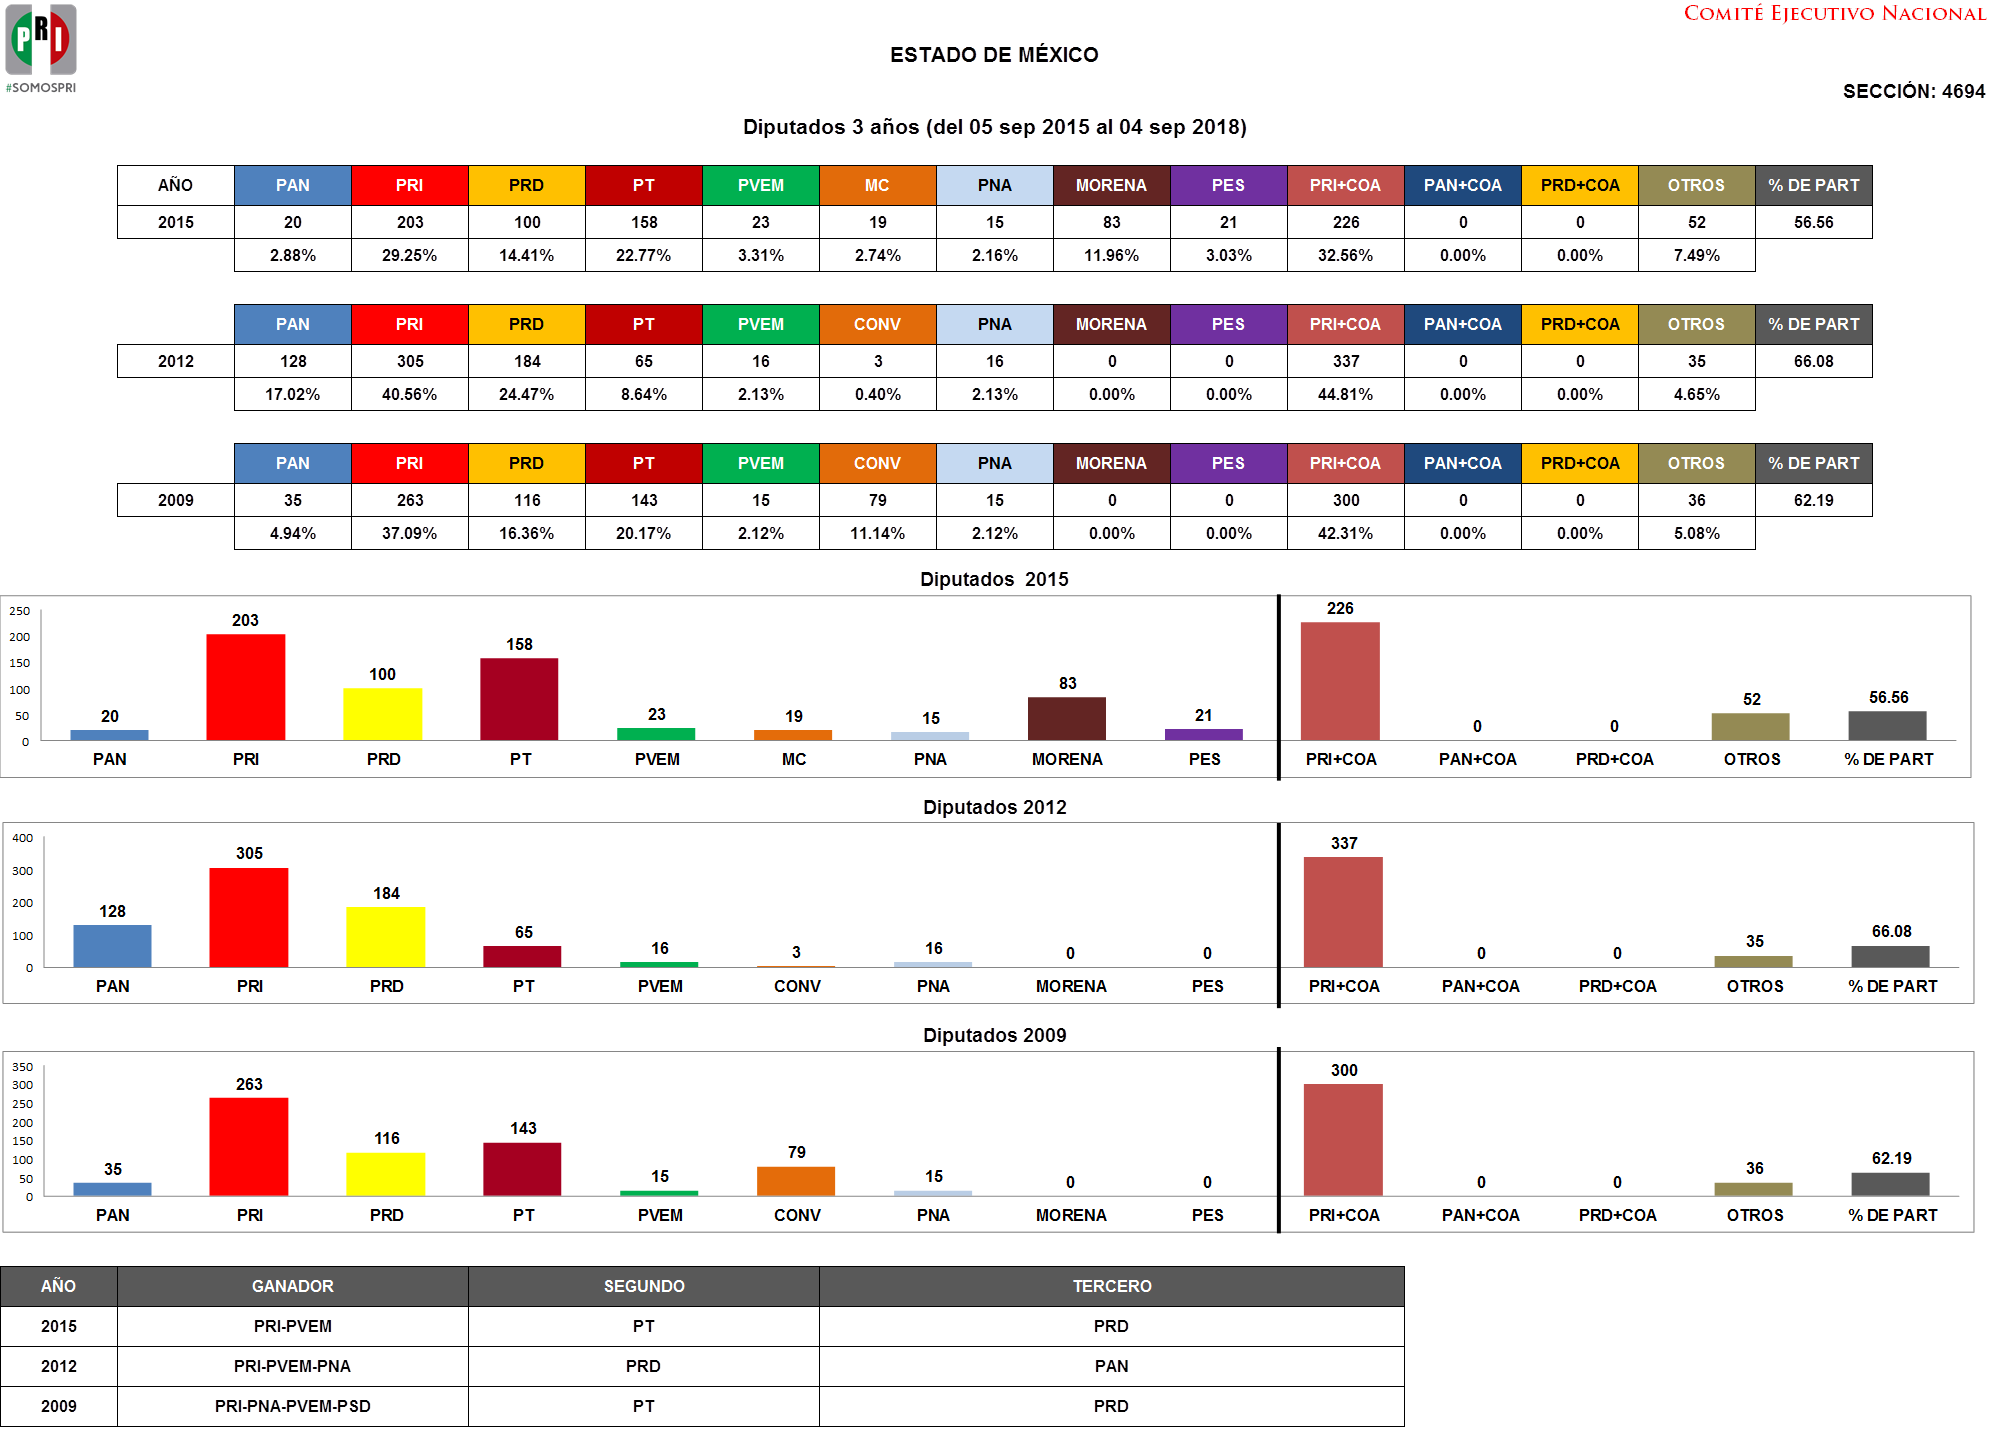 PRI
#SOMOSPRI
COMITÉ EJECUTIVO NACIONAL
ESTADO DE MÉXICO
SECCIÓN: 4694
Diputados 3 años (del 05 sep 2015 al 04 sep 2018)
AÑO PAN PRI PRD PT PVEM MC PNA MORENA PES PRI+COA PAN+COA PRD+COA OTROS % DE PART
2015 20 203 100 158 23 19 15 83 21 226 0 0 52 56.56
2.88% 29.25% 14.41% 22.77% 3.31% 2.74% 2.16% 11.96% 3.03% 32.56% 0.00% 0.00% 7.49%
PAN PRI PRD PT PVEM CONV PNA MORENA PES PRI+COA PAN+COA PRD+COA OTROS % DE PART
2012 128 305 184 65 16 3 16 0 0 337 0 0 35 66.08
17.02% 40.56% 24.47% 8.64% 2.13% 0.40% 2.13% 0.00% 0.00% 44.81% 0.00% 0.00% 4.65%
PAN PRI PRD PT PVEM CONV PNA MORENA PES PRI+COA PAN+COA PRD+COA OTROS % DE PART
2009 35 263 116 143 15 79 15 0 0 300 0 0 36 62.19
4.94% 37.09% 16.36% 20.17% 2.12% 11.14% 2.12% 0.00% 0.00% 42.31% 0.00% 0.00% 5.08%
Diputados 2015
250
200
150
100
50
0
20 203 100 158 23 19 15 83 21 226 0 0 52 56.56
PAN PRI PRD PT PVEM MC PNA MORENA PES PRI+COA PAN+COA PRD+COA OTROS % DE PART
Diputados 2012
400
300
200
100
0
128 305 184 65 16 3 16 0 0 337 0 0 35 66.08
PAN PRI PRD PT PVEM CONV PNA MORENA PES PRI+COA PAN+COA PRD+COA OTROS % DE PART
Diputados 2009
350
300
250
200
150
100
50
0
35 263 116 143 15 79 15 0 0 300 0 0 36 62.19
PAN PRI PRD PT PVEM CONV PNA MORENA PES PRI+COA PAN+COA PRD+COA OTROS % DE PART
AÑO GANADOR SEGUNDO TERCERO
2015 PRI-PVEM PT PRD
2012 PRI-PVEM-PNA PRD PAN
2009 PRI-PNA-PVEM-PSD PT PRD